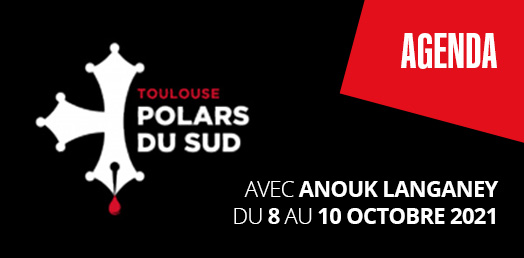 AGENDA
TOULOUSE
POLARS
DU SUD
AVEC ANOUK LANGANEY
DU 8 AU 10 OCTOBRE 2021